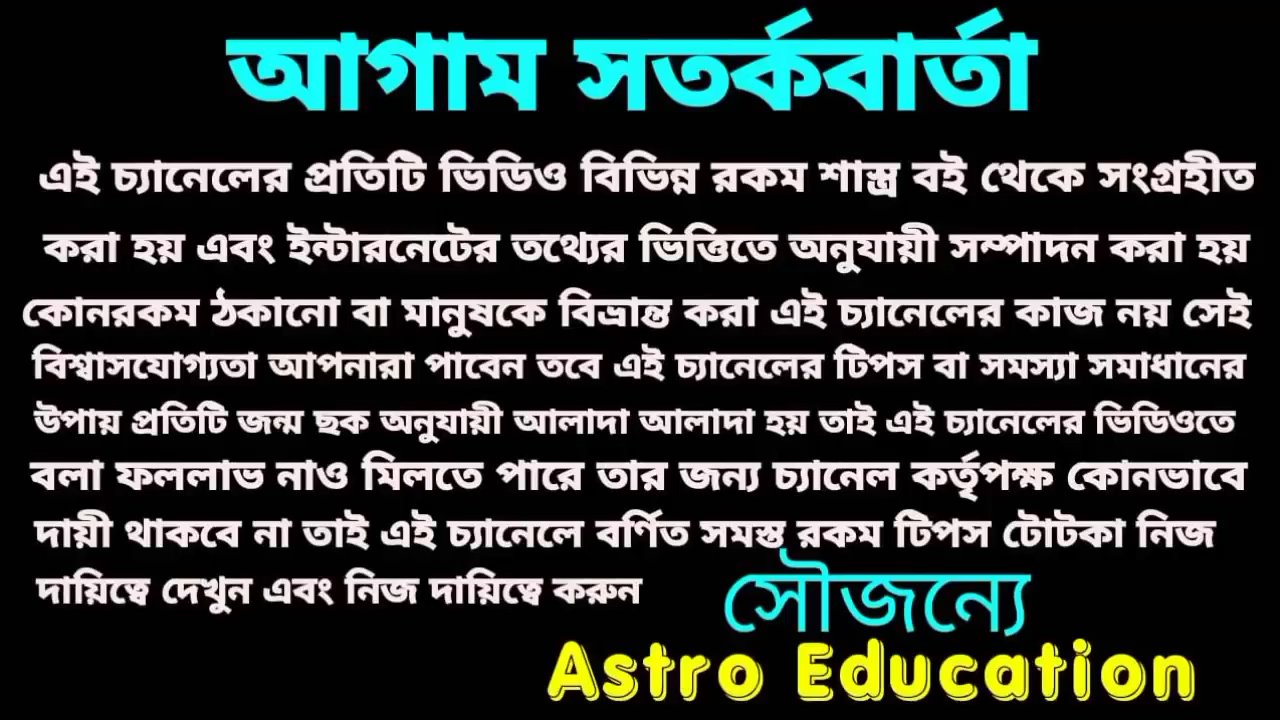 আগাম সতর্কবার্তা
এই চ্যানেলের প্রতিটি ভিডিও বিভিন্ন রকম শাস্ত্র বই থেকে সংগ্রহীত
করা হয় এবং ইন্টারনেটের তথ্যের ভিত্তিতে অনুযায়ী সম্পাদন করা হয়
কোনরকম ঠকানো বা মানুষকে বিভ্রান্ত করা এই চ্যানেলের কাজ নয় সেই
বিশ্বাসযোগ্যতা আপনারা পাবেন তবে এই চ্যানেলের টিপস বা সমস্যা সমাধানের
উপায় প্রতিটি জন্ম ছক অনুযায়ী আলাদা আলাদা হয় তাই এই চ্যানেলের ভিডিওতে
বলা ফললাভ নাও মিলতে পারে তার জন্য চ্যানেল কর্তৃপক্ষ কোনভাবে
দায়ী থাকবে না তাই এই চ্যানেলে বর্ণিত সমস্ত রকম টিপস টোটকা নিজ
দায়িত্বে দেখুন এবং নিজ দায়িত্বে করুন
সৌজন্যে
Astro Education